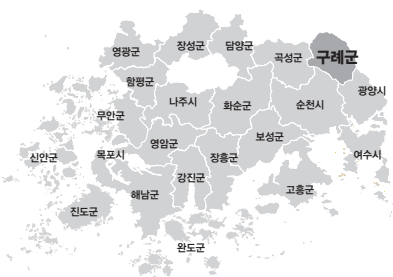 영광군
장성군
담양군
곡성군
구례군
함평군
나주시
화순군
순천시
광양시
무안군
신안군
목포시
영암군
장흥군
보성군
여수시
강진군
해남군
고흥군
진도군
완도군